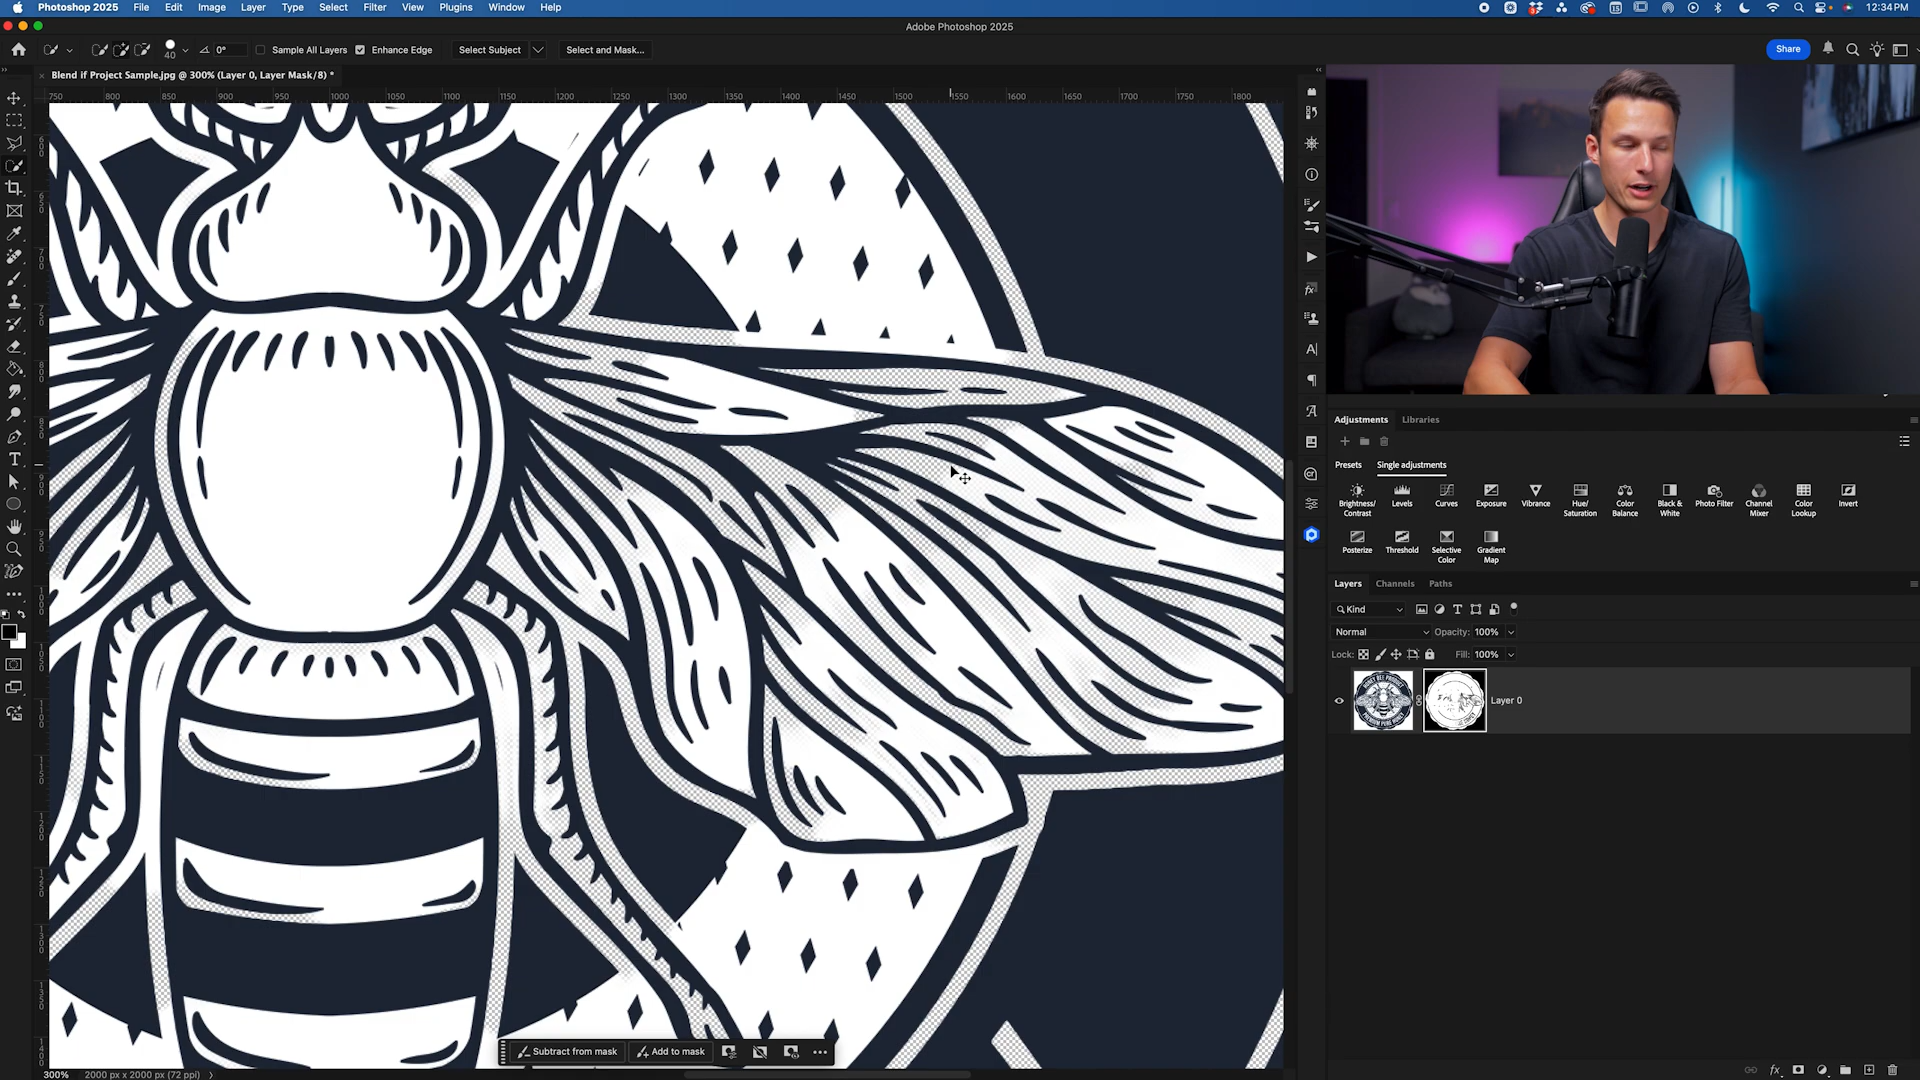 Photoshop 2025 File Edit Image Layer Type Select Filter View Plugins Window Help 12:34 PM
Adobe Photoshop 2025
40 0° Sample All Layers Enhance Edge Select Subject Select and Mask... Share
Blend if Project Sample.jpg @ 300% (Layer 0, Layer Mask/8) *
750 800 850 900 950 1000 1050 1100 1150 1200 1250 1300 1350 1400 1450 1500 1550 1600 1650 1700 1750 1800
Adjustments Libraries
Presets Single adjustments
Brightness/Contrast Levels Curves Exposure Vibrance Hue/Saturation Color Balance Black & White Photo Filter Channel Mixer Color Lookup Invert
Posterize Threshold Selective Color Gradient Map
Layers Channels Paths
Kind
Normal Opacity: 100%
Lock: Fill: 100%
Layer 0
Subtract from mask Add to mask
300% 2000 px x 2000 px (72 ppi)